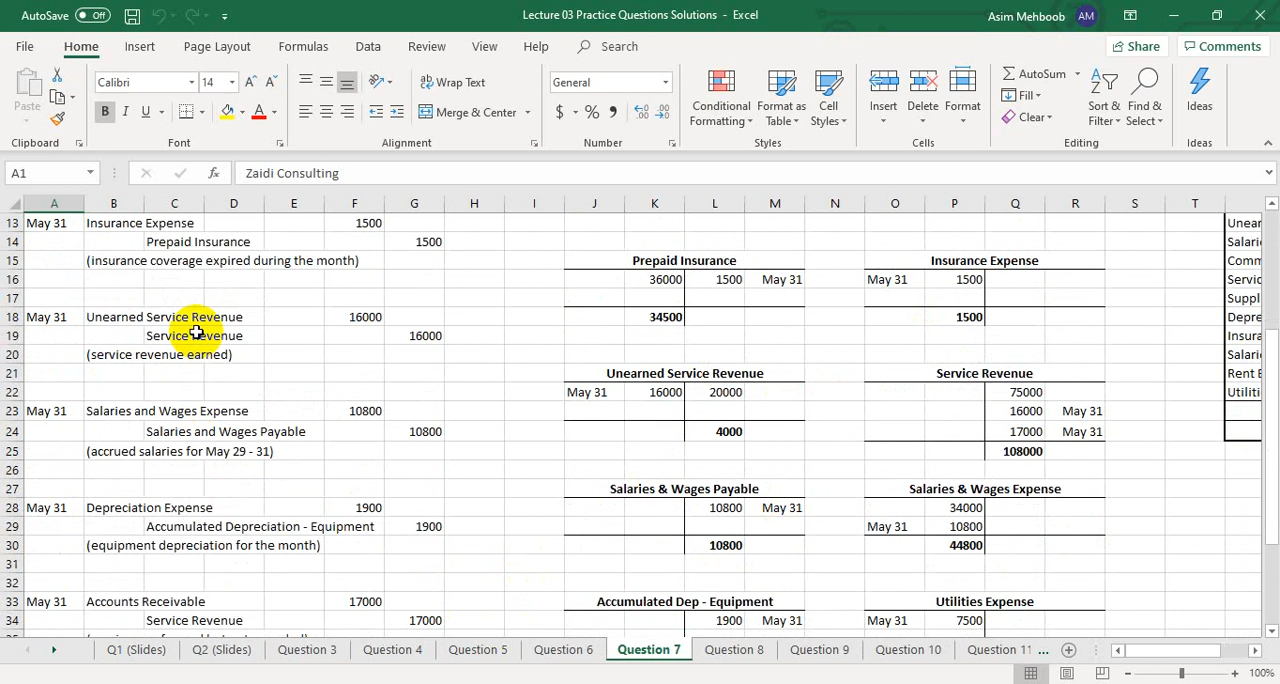 AutoSave Off
Lecture 03 Practice Questions Solutions - Excel
Asim Mehboob AM
File Home Insert Page Layout Formulas Data Review View Help Search Share Comments
Paste Calibri 14 A A B I U A Wrap Text Merge & Center General $ % 9 Conditional Formatting Format as Table Cell Styles Insert Delete Format AutoSum Fill Clear Sort & Filter Find & Select Ideas
Clipboard Font Alignment Number Styles Cells Editing Ideas
A1 fx Zaidi Consulting
A B C D E F G H I J K L M N O P Q R S T
13 May 31 Insurance Expense 1500 Unear
14 Prepaid Insurance 1500 Salari
15 (insurance coverage expired during the month) Prepaid Insurance Insurance Expense Comm
16 36000 1500 May 31 May 31 1500 Servic
17 Suppl
18 May 31 Unearned Service Revenue 16000 34500 1500 Depre
19 Service Revenue 16000 Insura
20 (service revenue earned) Salari
21 Unearned Service Revenue Service Revenue Rent E
22 May 31 16000 20000 75000 Utiliti
23 May 31 Salaries and Wages Expense 10800 16000 May 31
24 Salaries and Wages Payable 10800 4000 17000 May 31
25 (accrued salaries for May 29 - 31) 108000
26
27 Salaries & Wages Payable Salaries & Wages Expense
28 May 31 Depreciation Expense 1900 10800 May 31 34000
29 Accumulated Depreciation - Equipment 1900 May 31 10800
30 (equipment depreciation for the month) 10800 44800
31
32
33 May 31 Accounts Receivable 17000 Accumulated Dep - Equipment Utilities Expense
34 Service Revenue 17000 1900 May 31 May 31 7500
Q1 (Slides) Q2 (Slides) Question 3 Question 4 Question 5 Question 6 Question 7 Question 8 Question 9 Question 10 Question 11 ...
100%